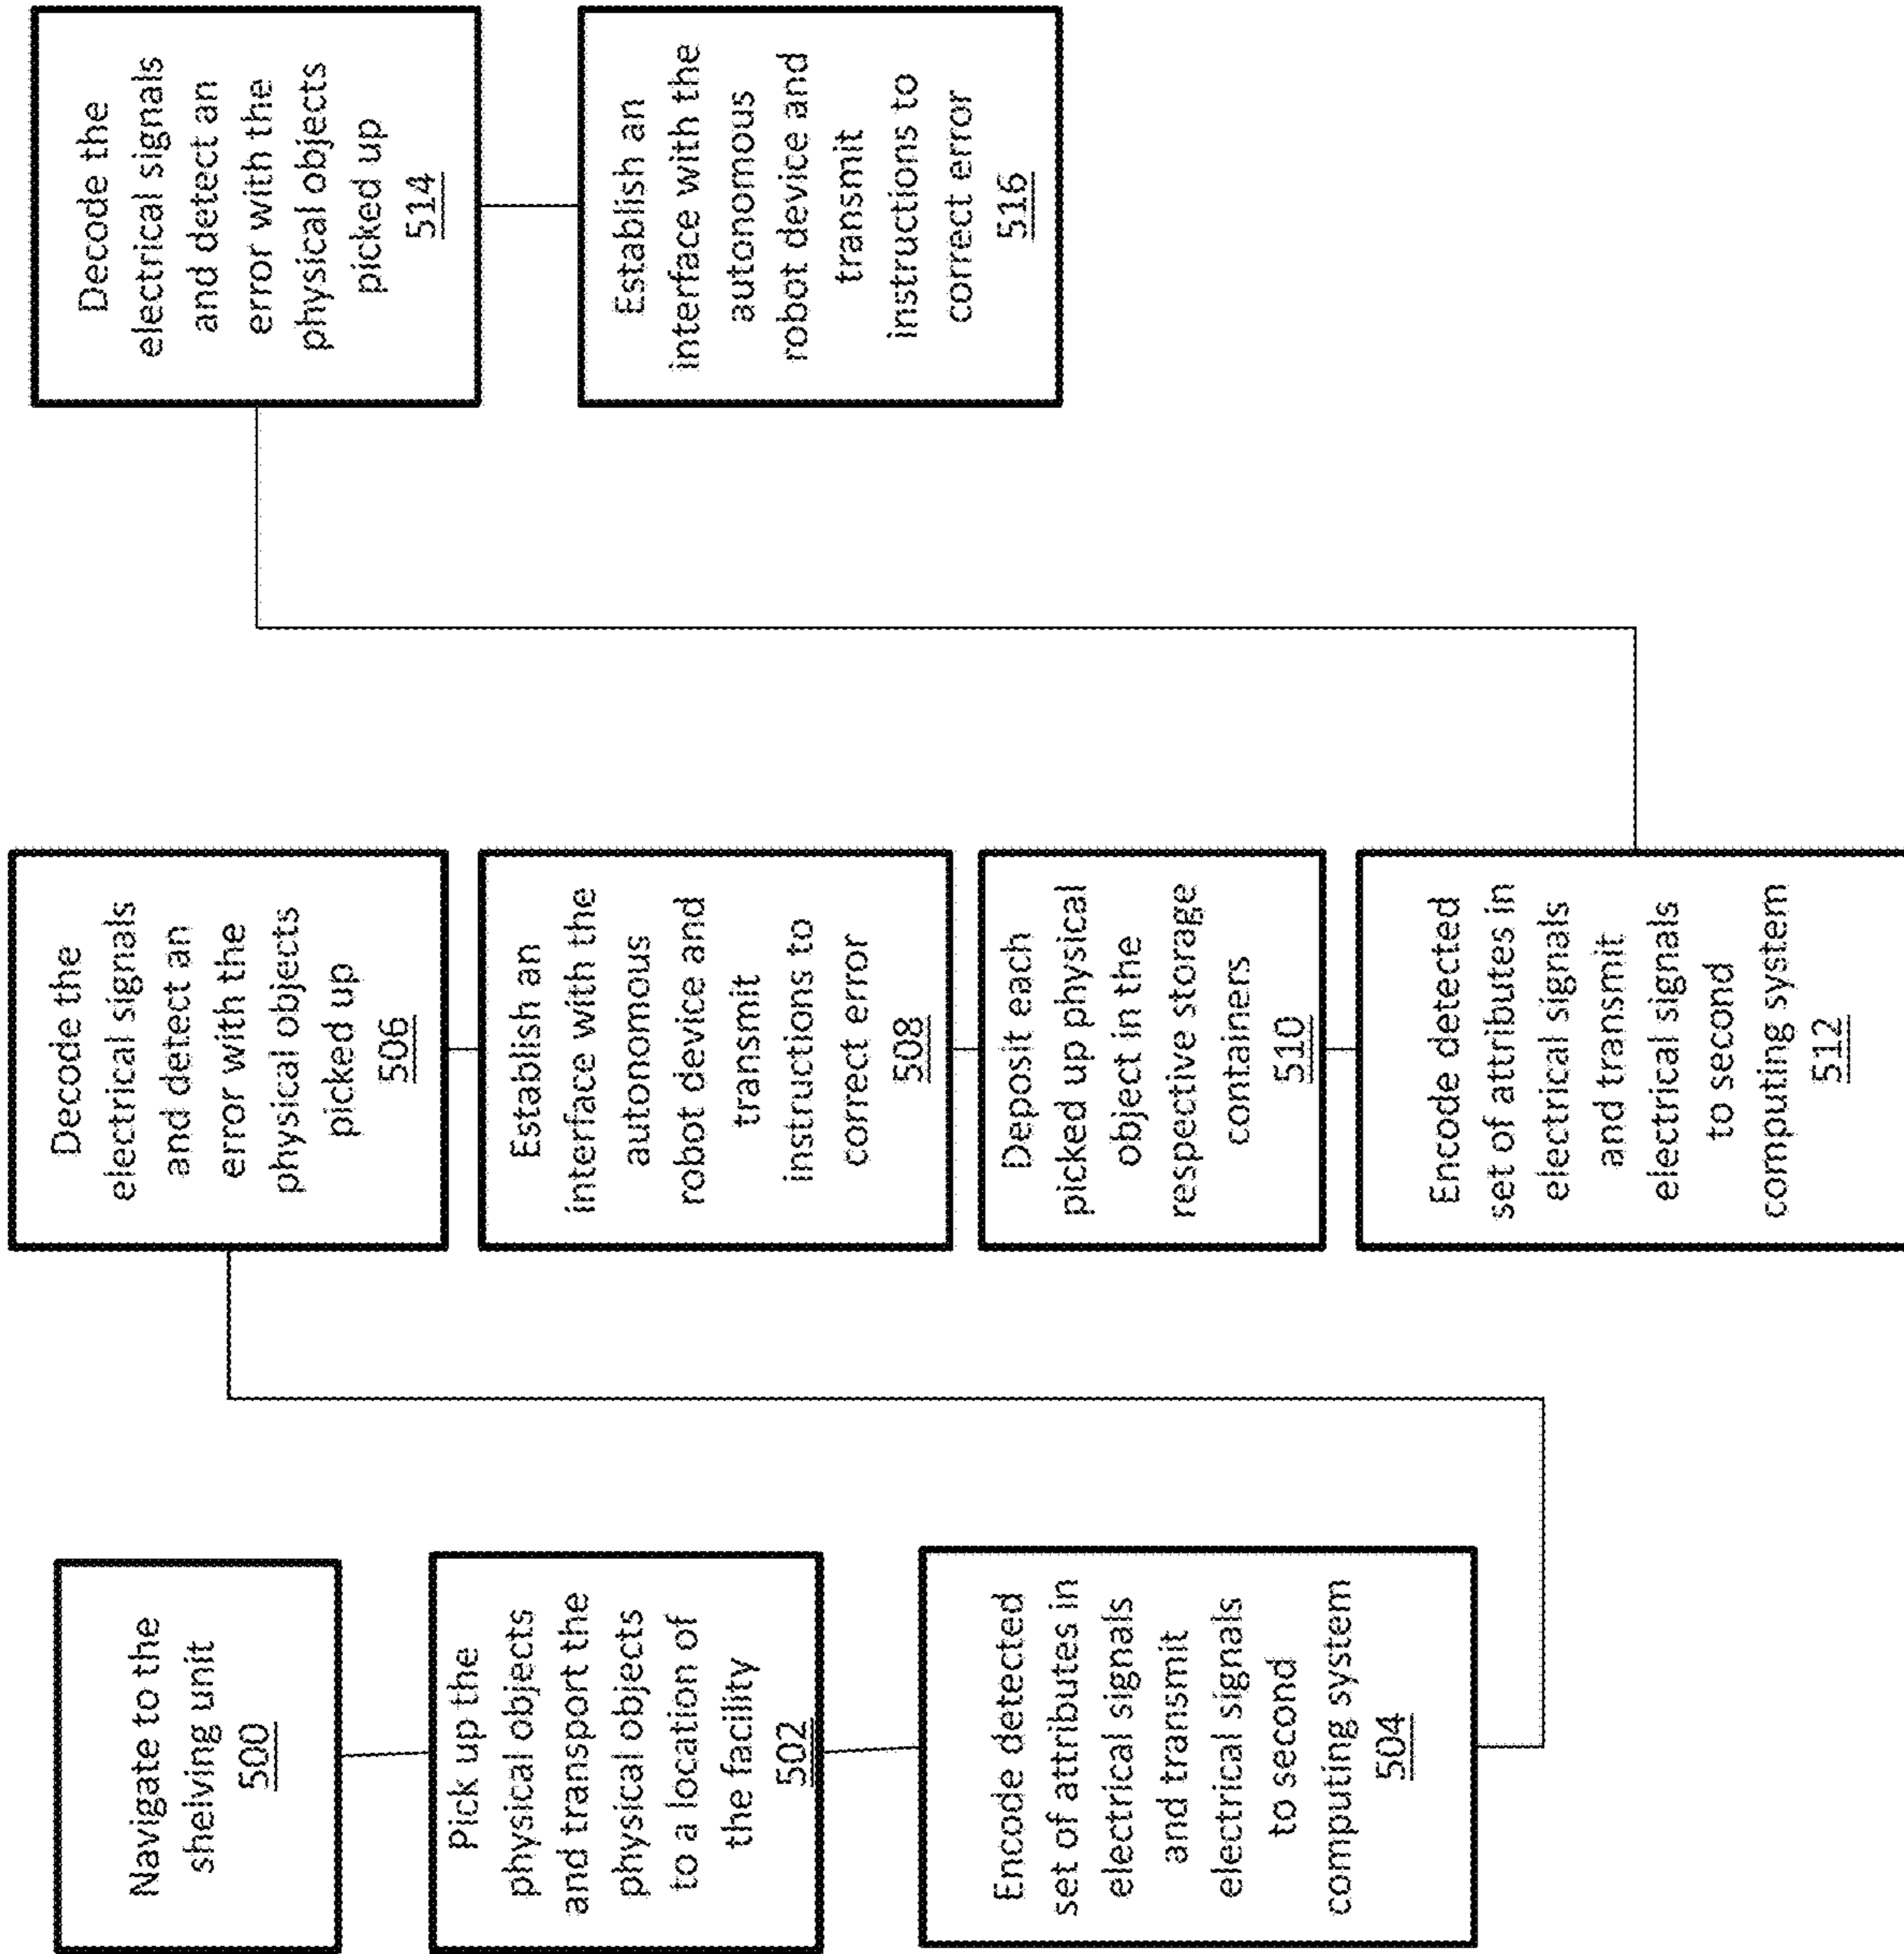 Navigate to the
shelving unit
500
Pick up the
physical objects
and transport the
physical objects
to a location of
the facility
502
Encode detected
set of attributes in
electrical signals
and transmit
electrical signals
to second
computing system
504
Decode the
electrical signals
and detect an
error with the
physical objects
picked up
506
Establish an
interface with the
autonomous
robot device and
transmit
instructions to
correct error
508
Deposit each
picked up physical
object in the
respective storage
containers
510
Encode detected
set of attributes in
electrical signals
and transmit
electrical signals
to second
computing system
512
Decode the
electrical signals
and detect an
error with the
physical objects
picked up
514
Establish an
interface with the
autonomous
robot device and
transmit
instructions to
correct error
516